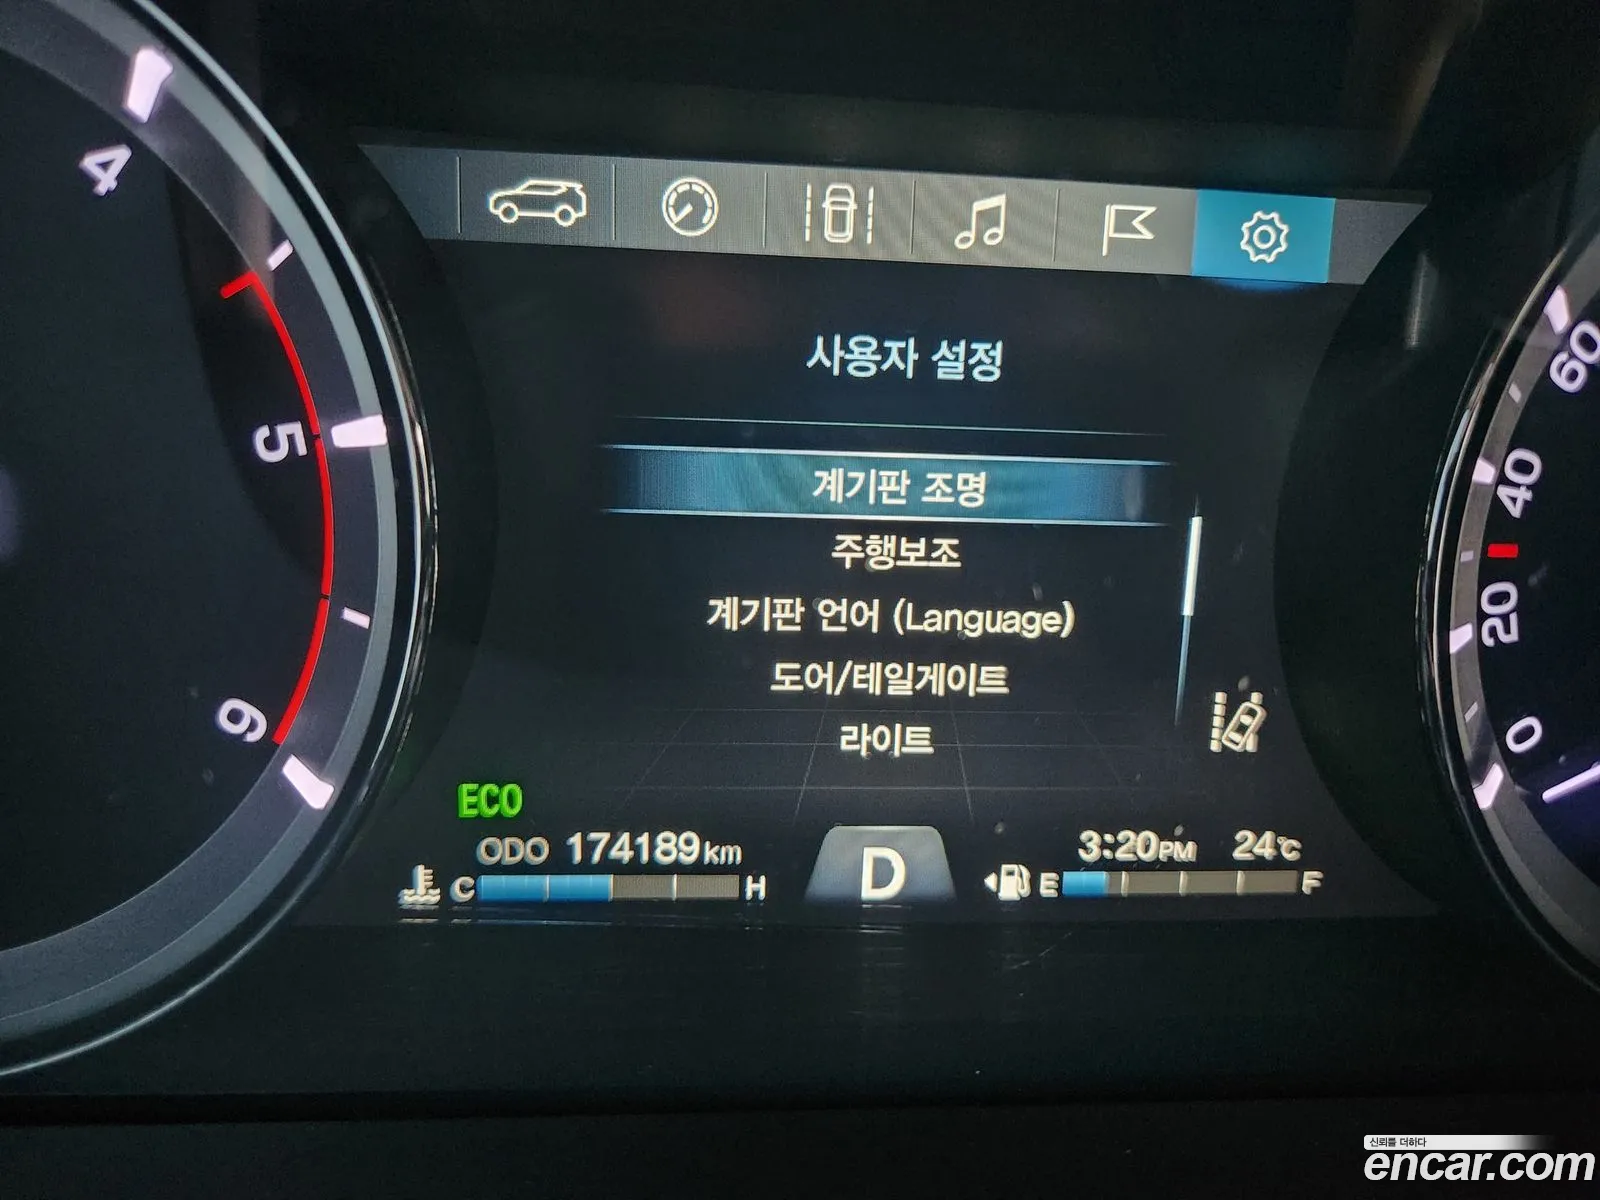 4
5
6
사용자 설정
계기판 조명
주행보조
계기판 언어 (Language)
도어/테일게이트
라이트
ECO
ODO 174189km
C H
D
3:20PM 24℃
E F
60
40
20
0
신뢰를 더하다
encar.com